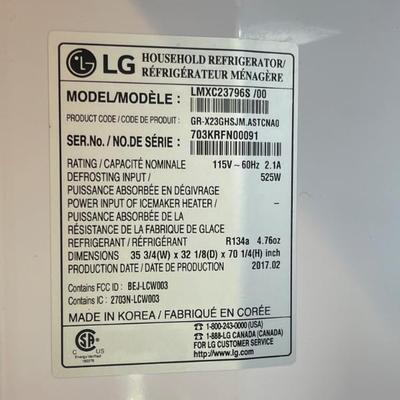 LG HOUSEHOLD REFRIGERATOR/
RÉFRIGÉRATEUR MÉNAGÈRE
MODEL/MODÈLE : LMXC23796S /00
PRODUCT CODE / CODE DE PRODUIT : GR-X23GHSJM.ASTCNA0
SER.No./ NO.DE SÉRIE : 703KRFN00091
RATING / CAPACITÉ NOMINALE 115V~60Hz 2.1A
DEFROSTING INPUT / 525W
PUISSANCE ABSORBÉE EN DÉGIVRAGE
POWER INPUT OF ICEMAKER HEATER / –
PUISSANCE ABSORBÉE DE LA
RÉSISTANCE DE LA FABRIQUE DE GLACE
REFRIGERANT / RÉFRIGÉRANT R134a 4.76oz
DIMENSIONS 35 3/4(W) x 32 1/8(D) x 70 1/4(H) inch
PRODUCTION DATE / DATE DE PRODUCTION 2017.02
Contains FCC ID : BEJ-LCW003
Contains IC : 2703N-LCW003
MADE IN KOREA / FABRIQUÉ EN CORÉE
SA
C US
Energy Verified
1-800-243-0000 (USA)
1-888-LG CANADA (CANADA)
FOR LG CUSTOMER SERVICE
http://www.lg.com